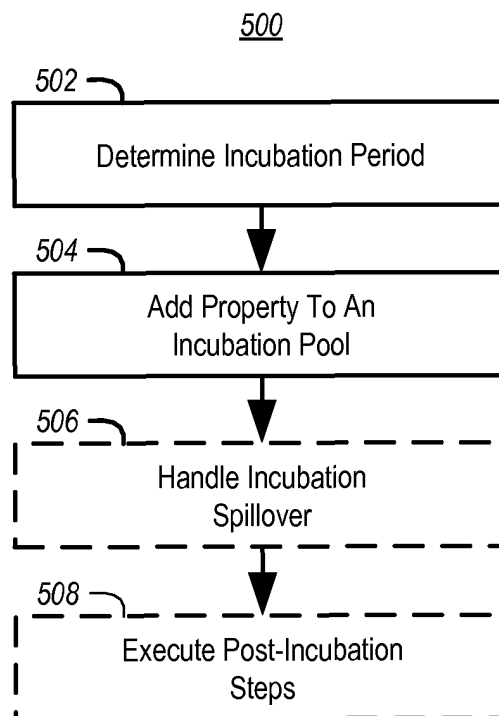 500
502
Determine Incubation Period
504
Add Property To An
Incubation Pool
506
Handle Incubation
Spillover
508
Execute Post-Incubation
Steps